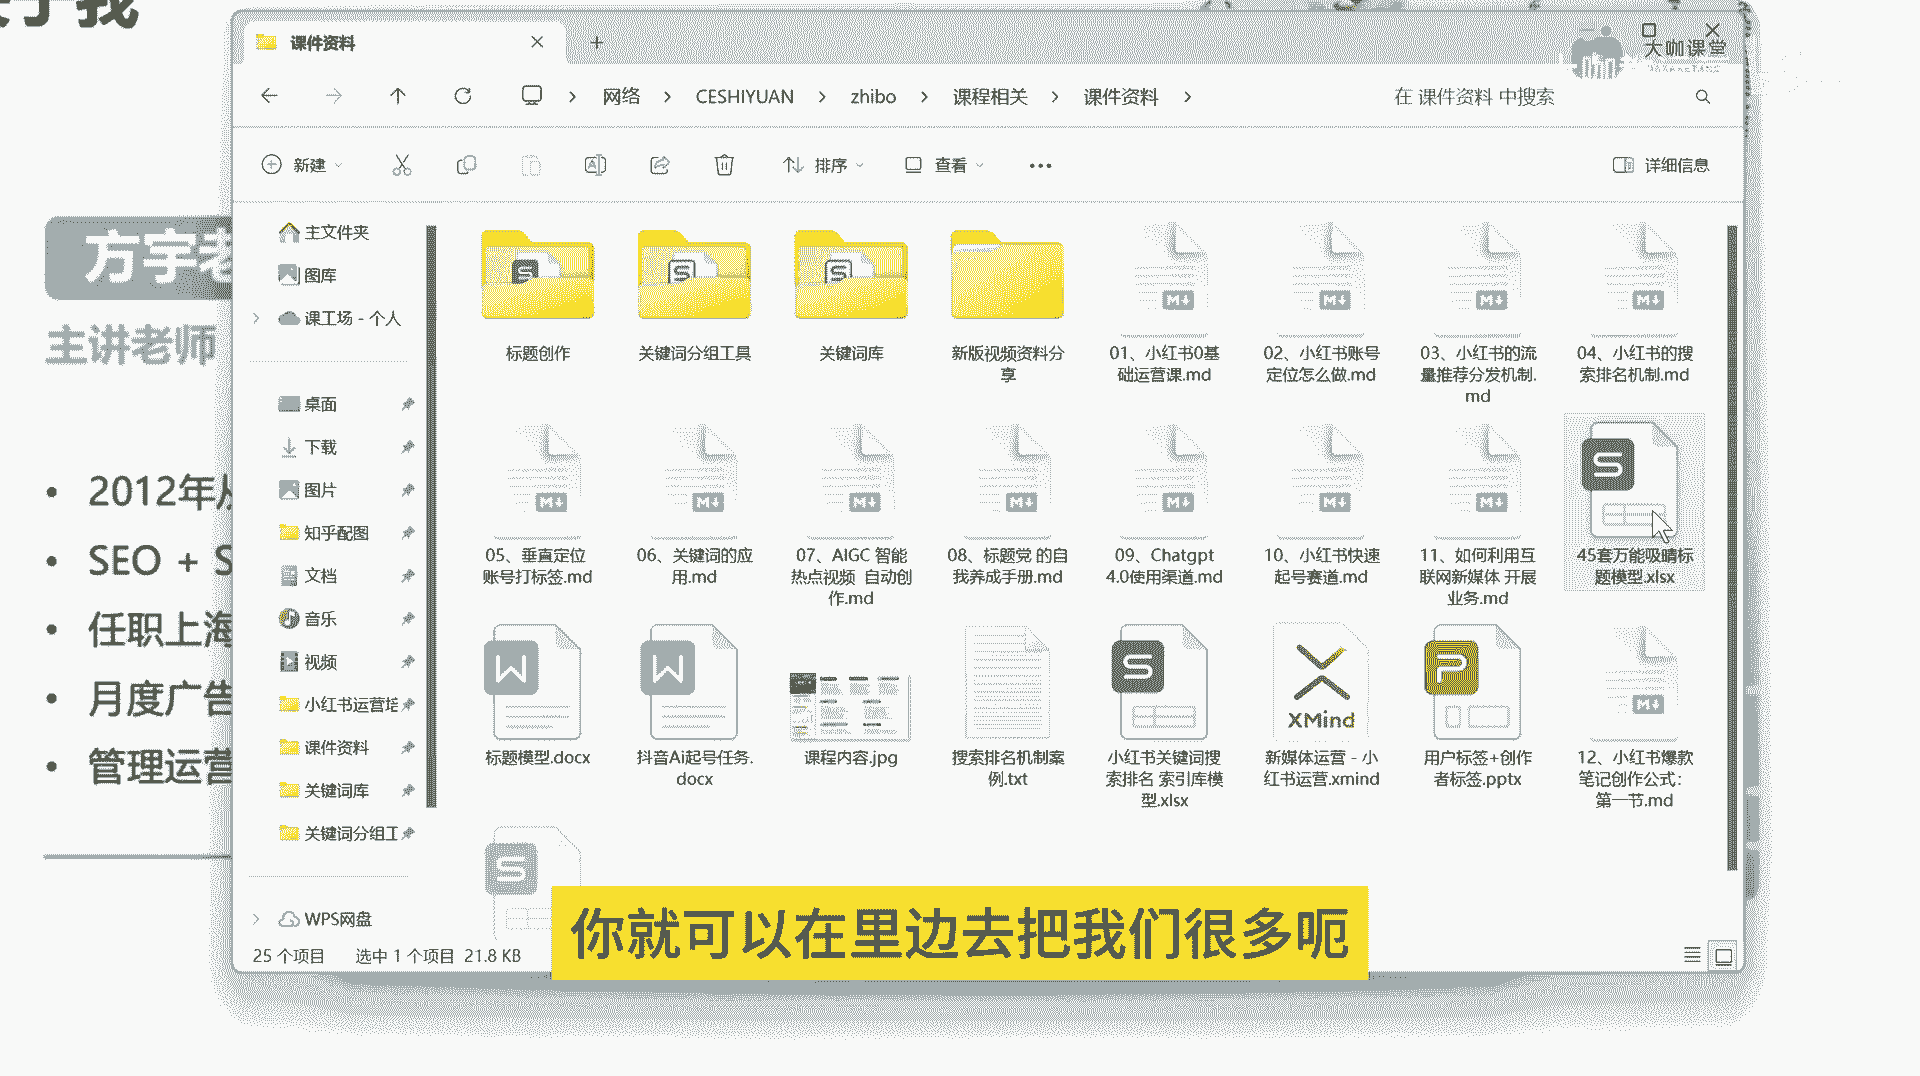 于我
方宇老
主讲老师
2012年从
SEO + S
任职上海
月度广告
管理运营
课件资料
大咖课堂
网络
CESHIYUAN
zhibo
课程相关
课件资料
在 课件资料 中搜索
新建
排序
查看
详细信息
主文件夹
图库
课工场 - 个人
桌面
下载
图片
知乎配图
文档
音乐
视频
小红书运营培
课件资料
关键词库
关键词分组工
WPS网盘
标题创作
关键词分组工具
关键词库
新版视频资料分
享
01、小红书0基
础运营课.md
02、小红书账号
定位怎么做.md
03、小红书的流
量推荐分发机制.
md
04、小红书的搜
索排名机制.md
05、垂直定位
账号打标签.md
06、关键词的应
用.md
07、AIGC 智能
热点视频 自动创
作.md
08、标题党 的自
我养成手册.md
09、Chatgpt
4.0使用渠道.md
10、小红书快速
起号赛道.md
11、如何利用互
联网新媒体 开展
业务.md
45套万能吸睛标
题模型.xlsx
标题模型.docx
抖音Ai起号任务.
docx
课程内容.jpg
搜索排名机制案
例.txt
小红书关键词搜
索排名 索引库模
型.xlsx
XMind
新媒体运营 - 小
红书运营.xmind
用户标签+创作
者标签.pptx
12、小红书爆款
笔记创作公式：
第一节.md
25 个项目
选中 1 个项目 21.8 KB
你就可以在里边去把我们很多呃